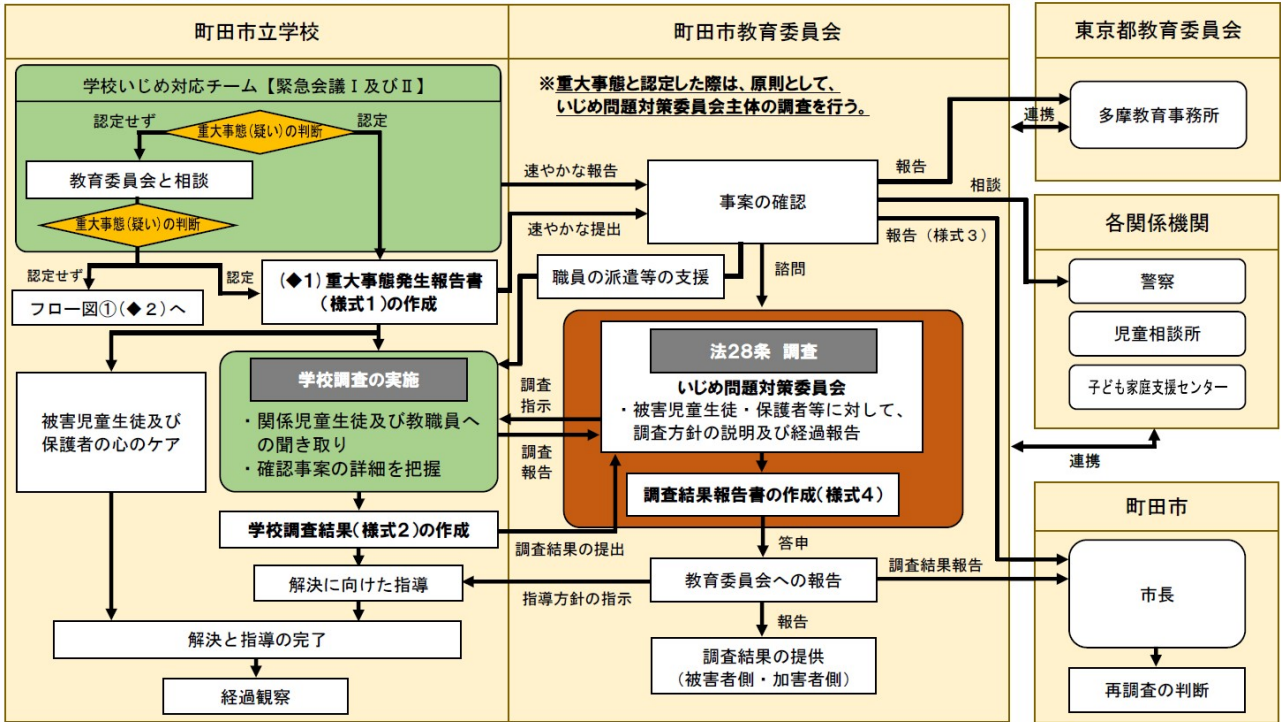 町田市立学校
学校いじめ対応チーム【緊急会議Ⅰ及びⅡ】
認定せず
重大事態(疑い)の判断
認定
教育委員会と相談
重大事態(疑い)の判断
認定せず
認定
フロー図①(◆2)へ
(◆1)重大事態発生報告書
(様式1)の作成
被害児童生徒及び
保護者の心のケア
学校調査の実施
・関係児童生徒及び教職員へ
の聞き取り
・確認事案の詳細を把握
学校調査結果(様式2)の作成
解決に向けた指導
解決と指導の完了
経過観察
町田市教育委員会
※重大事態と認定した際は、原則として、
いじめ問題対策委員会主体の調査を行う。
速やかな報告
速やかな提出
事案の確認
職員の派遣等の支援
諮問
法28条 調査
いじめ問題対策委員会
・被害児童生徒・保護者等に対して、
調査方針の説明及び経過報告
調査
指示
調査
報告
調査結果報告書の作成(様式4)
調査結果の提出
答申
教育委員会への報告
指導方針の指示
報告
調査結果の提供
(被害者側・加害者側)
報告
相談
報告(様式3)
調査結果報告
東京都教育委員会
連携
多摩教育事務所
各関係機関
警察
児童相談所
子ども家庭支援センター
連携
町田市
市長
再調査の判断